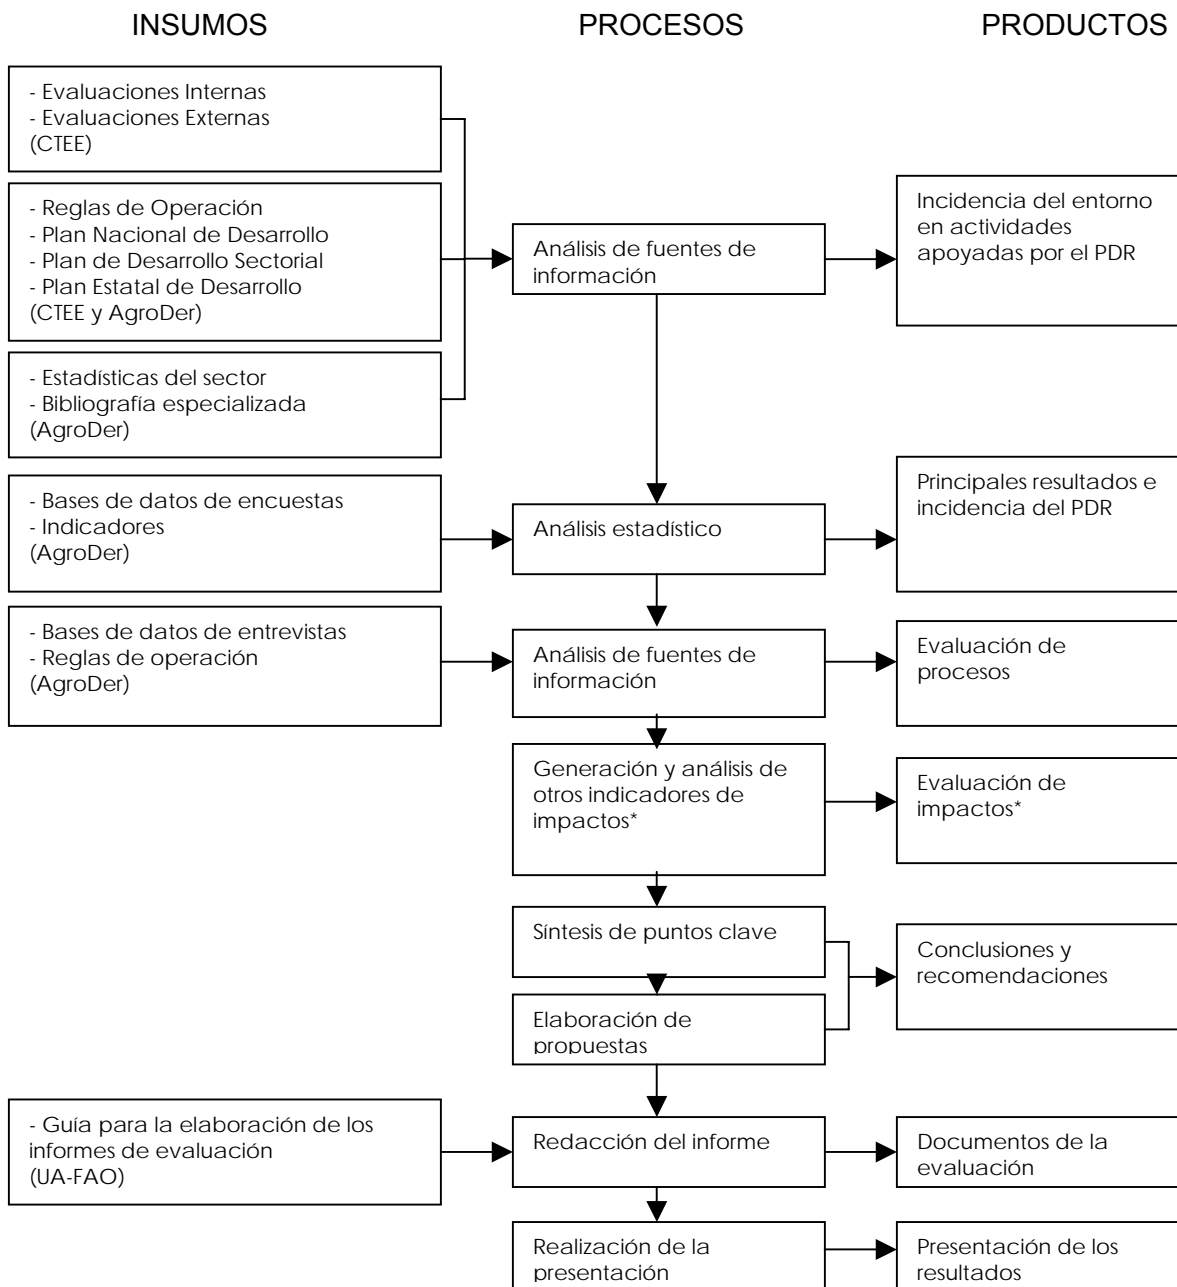 INSUMOS
PROCESOS
PRODUCTOS
- Evaluaciones Internas
- Evaluaciones Externas
(CTEE)
- Reglas de Operación
- Plan Nacional de Desarrollo
- Plan de Desarrollo Sectorial
- Plan Estatal de Desarrollo
(CTEE y AgroDer)
- Estadísticas del sector
- Bibliografía especializada
(AgroDer)
Análisis de fuentes de
información
Incidencia del entorno
en actividades
apoyadas por el PDR
- Bases de datos de encuestas
- Indicadores
(AgroDer)
Análisis estadístico
Principales resultados e
incidencia del PDR
- Bases de datos de entrevistas
- Reglas de operación
(AgroDer)
Análisis de fuentes de
información
Evaluación de
procesos
Generación y análisis de
otros indicadores de
impactos*
Evaluación de
impactos*
Síntesis de puntos clave
Elaboración de
propuestas
Conclusiones y
recomendaciones
- Guía para la elaboración de los
informes de evaluación
(UA-FAO)
Redacción del informe
Documentos de la
evaluación
Realización de la
presentación
Presentación de los
resultados